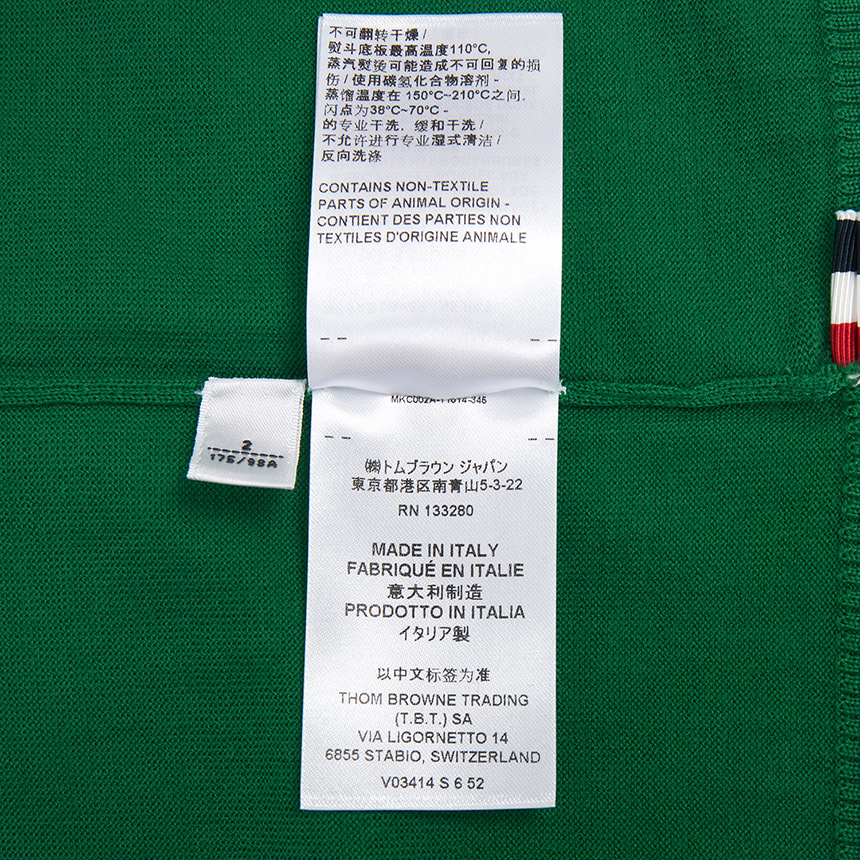 不可翻转干燥 /
熨斗底板最高温度110°C,
蒸汽熨烫可能造成不可回复的损
伤 / 使用碳氢化合物溶剂 -
蒸馏温度在 150°C~210°C之间,
闪点为38°C~70°C -
的专业干洗，缓和干洗 /
不允许进行专业湿式清洁 /
反向洗涤
CONTAINS NON-TEXTILE
PARTS OF ANIMAL ORIGIN -
CONTIENT DES PARTIES NON
TEXTILES D'ORIGINE ANIMALE
2
175/98A
㈱トムブラウン ジャパン
東京都港区南青山5-3-22
RN 133280
MADE IN ITALY
FABRIQUÉ EN ITALIE
意大利制造
PRODOTTO IN ITALIA
イタリア製
以中文标签为准
THOM BROWNE TRADING
(T.B.T.) SA
VIA LIGORNETTO 14
6855 STABIO, SWITZERLAND
V03414 S 6 52